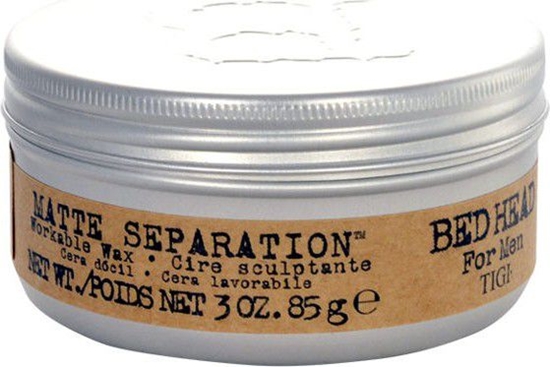 MATTE SEPARATION™
Workable Wax • Cire sculptante
Cera dócil • Cera lavorabile
NET WT./POIDS NET 3 OZ. 85g e
BED HEAD
For Men
TIGI